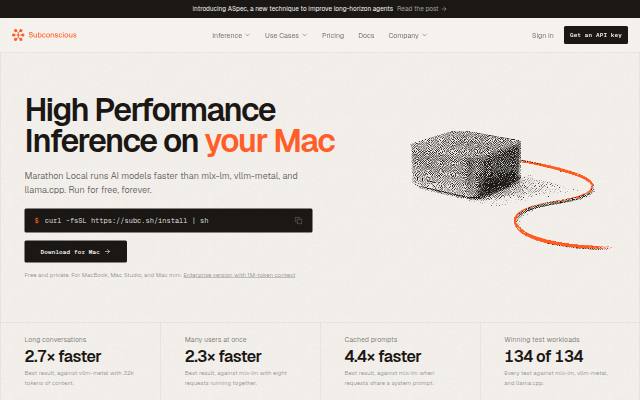 Introducing ASpec, a new technique to improve long-horizon agents Read the post →
Subconscious
Inference Use Cases Pricing Docs Company
Sign in Get an API key
High Performance
Inference on your Mac
Marathon Local runs AI models faster than mlx-lm, vllm-metal, and
llama.cpp. Run for free, forever.
$ curl -fsSL https://subc.sh/install | sh
Download for Mac →
Free and private. For MacBook, Mac Studio, and Mac mini. Enterprise version with 1M-token context
Long conversations
2.7× faster
Best result, against vllm-metal with 32k
tokens of context.
Many users at once
2.3× faster
Best result, against mlx-lm with eight
requests running together.
Cached prompts
4.4× faster
Best result, against mlx-lm when
requests share a system prompt.
Winning test workloads
134 of 134
Every test against mlx-lm, vllm-metal,
and llama.cpp.